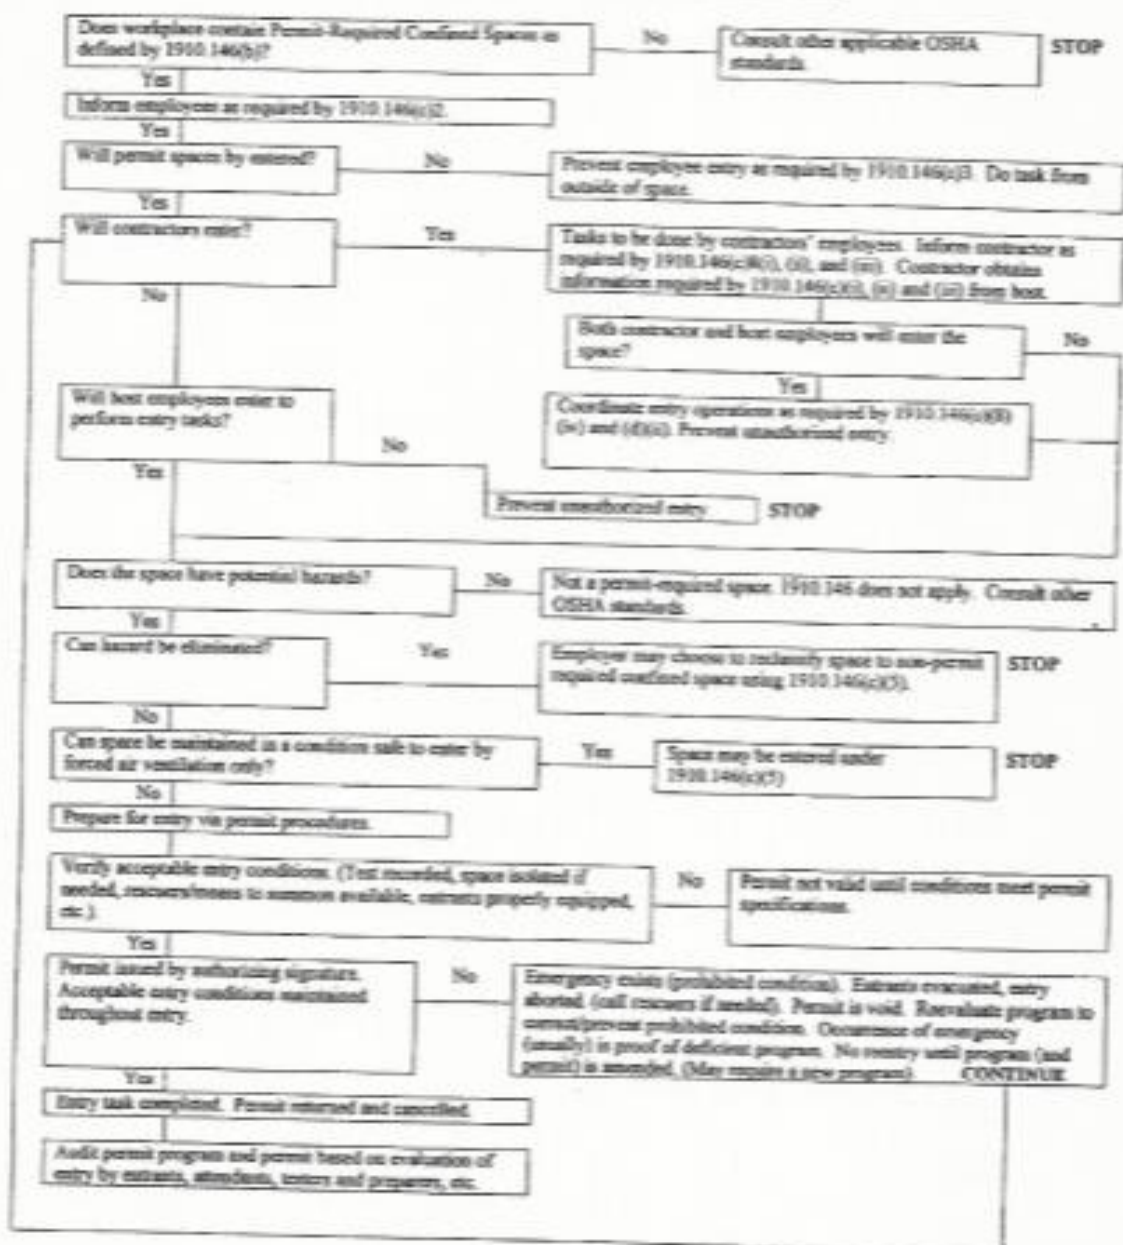 Does workplace contain Permit-Required Confined Spaces as
defined by 1910.146(b)?
No
Consult other applicable OSHA
standards.
STOP
Yes
Inform employees as required by 1910.146(c)2.
Yes
Will permit spaces by entered?
No
Prevent employee entry as required by 1910.146(c)3. Do task from
outside of space.
Yes
Will contractors enter?
Yes
Tasks to be done by contractors' employees. Inform contractor as
required by 1910.146(c)8(i), (ii), and (iii). Contractor obtains
information required by 1910.146(c)(i), (ii) and (iii) from host.
No
Both contractor and host employees will enter the
space?
No
Yes
Will host employees enter to
perform entry tasks?
Coordinate entry operations as required by 1910.146(c)(8)
(iv) and (d)(ii). Prevent unauthorized entry.
No
Yes
Prevent unauthorized entry.
STOP
Does the space have potential hazards?
No
Not a permit-required space. 1910.146 does not apply. Consult other
OSHA standards.
Yes
Can hazard be eliminated?
Yes
Employer may choose to reclassify space to non-permit
required confined space using 1910.146(c)(5).
STOP
No
Can space be maintained in a condition safe to enter by
forced air ventilation only?
Yes
Space may be entered under
1910.146(c)(5)
STOP
No
Prepare for entry via permit procedures.
Verify acceptable entry conditions. (Test recorded, space isolated if
needed, rescuers/means to summon available, entrants properly equipped,
etc.).
No
Permit not valid until conditions meet permit
specifications.
Yes
Permit issued by authorizing signature.
Acceptable entry conditions maintained
throughout entry.
No
Emergency exists (prohibited condition). Entrants evacuated, entry
aborted. (call rescuers if needed). Permit is void. Reevaluate program to
correct/prevent prohibited condition. Occurrence of emergency
(usually) is proof of deficient program. No reentry until program (and
permit) is amended. (May require a new program). CONTINUE
Yes
Entry task completed. Permit returned and cancelled.
Audit permit program and permit based on evaluation of
entry by entrants, attendants, testers and preparers, etc.